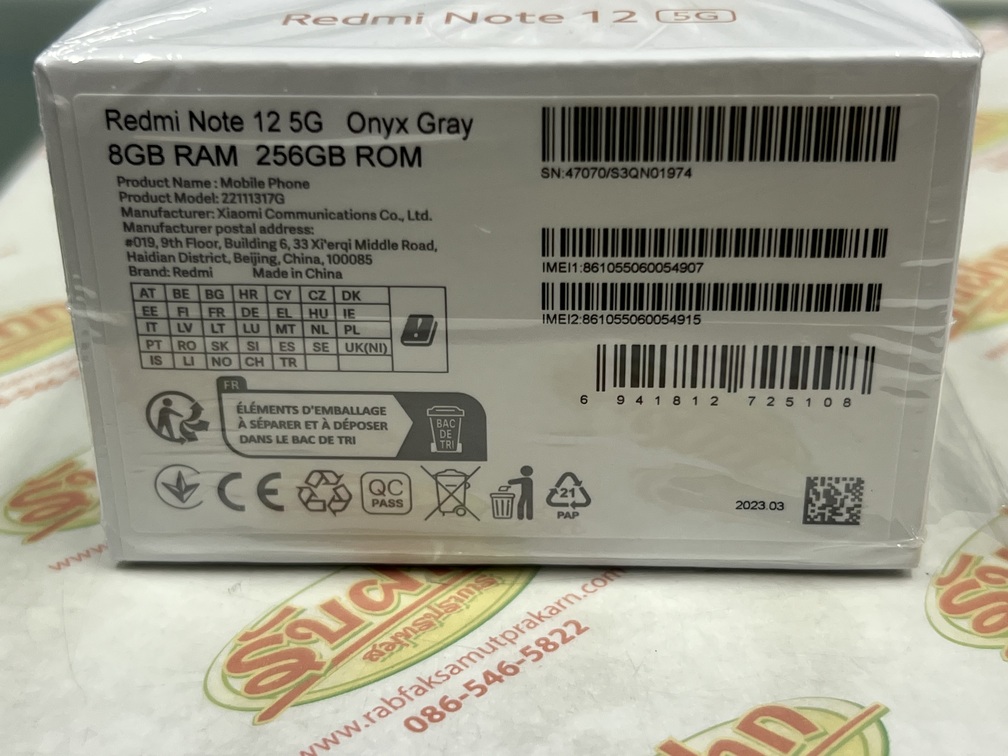 Redmi Note 12 5G
Redmi Note 12 5G Onyx Gray
8GB RAM 256GB ROM
Product Name : Mobile Phone
Product Model: 22111317G
Manufacturer: Xiaomi Communications Co., Ltd.
Manufacturer postal address:
#019, 9th Floor, Building 6, 33 Xi'erqi Middle Road,
Haidian District, Beijing, China, 100085
Brand: Redmi Made in China
AT BE BG HR CY CZ DK
EE FI FR DE EL HU IE
IT LV LT LU MT NL PL
PT RO SK SI ES SE UK(NI)
IS LI NO CH TR
SN:47070/S3QN01974
IMEI1:861055060054907
IMEI2:861055060054915
6 941812 725108
FR
ÉLÉMENTS D'EMBALLAGE
À SÉPARER ET À DÉPOSER
DANS LE BAC DE TRI
BAC
DE
TRI
CE
QC
PASS
21
PAP
2023.03
รับฝาก
www.rabfaksamutprakarn.com
086-546-5822